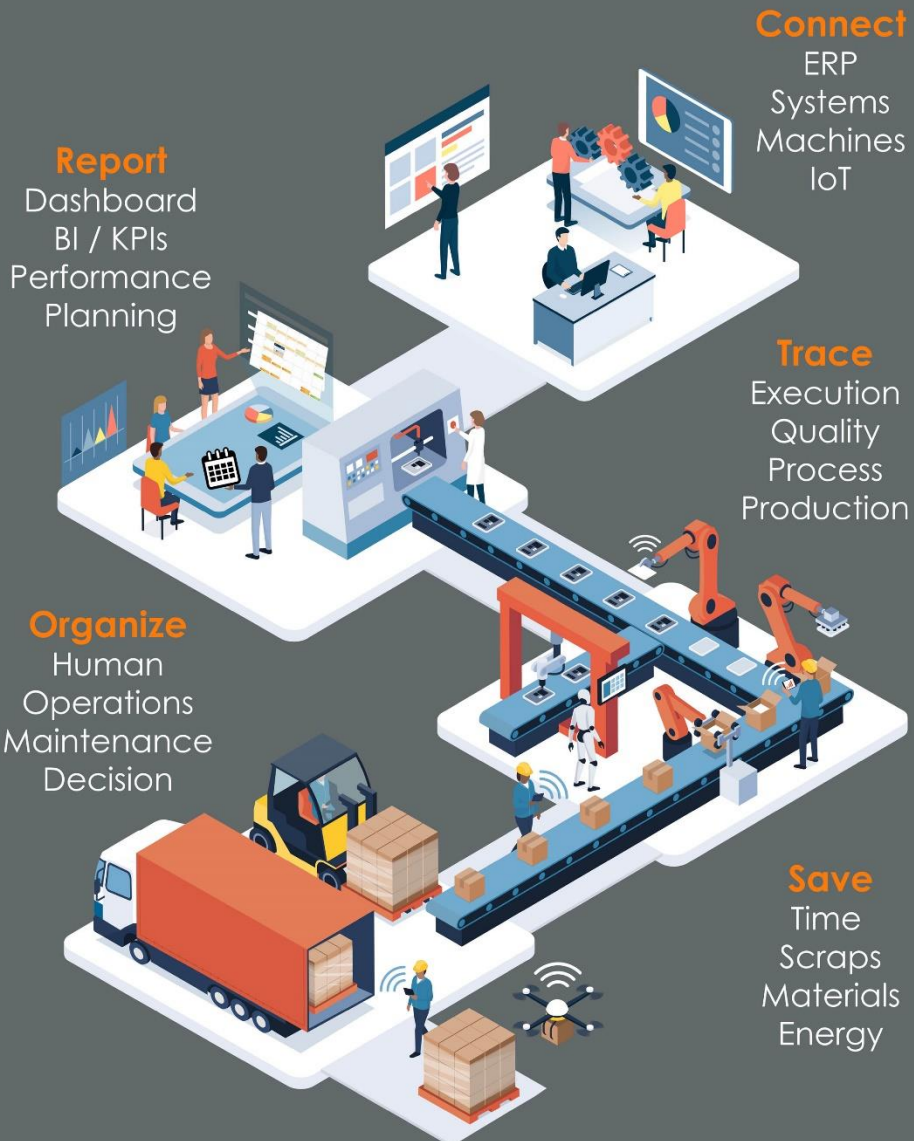 Connect
ERP
Systems
Machines
IoT
Report
Dashboard
BI / KPIs
Performance
Planning
Trace
Execution
Quality
Process
Production
Organize
Human
Operations
Maintenance
Decision
Save
Time
Scraps
Materials
Energy